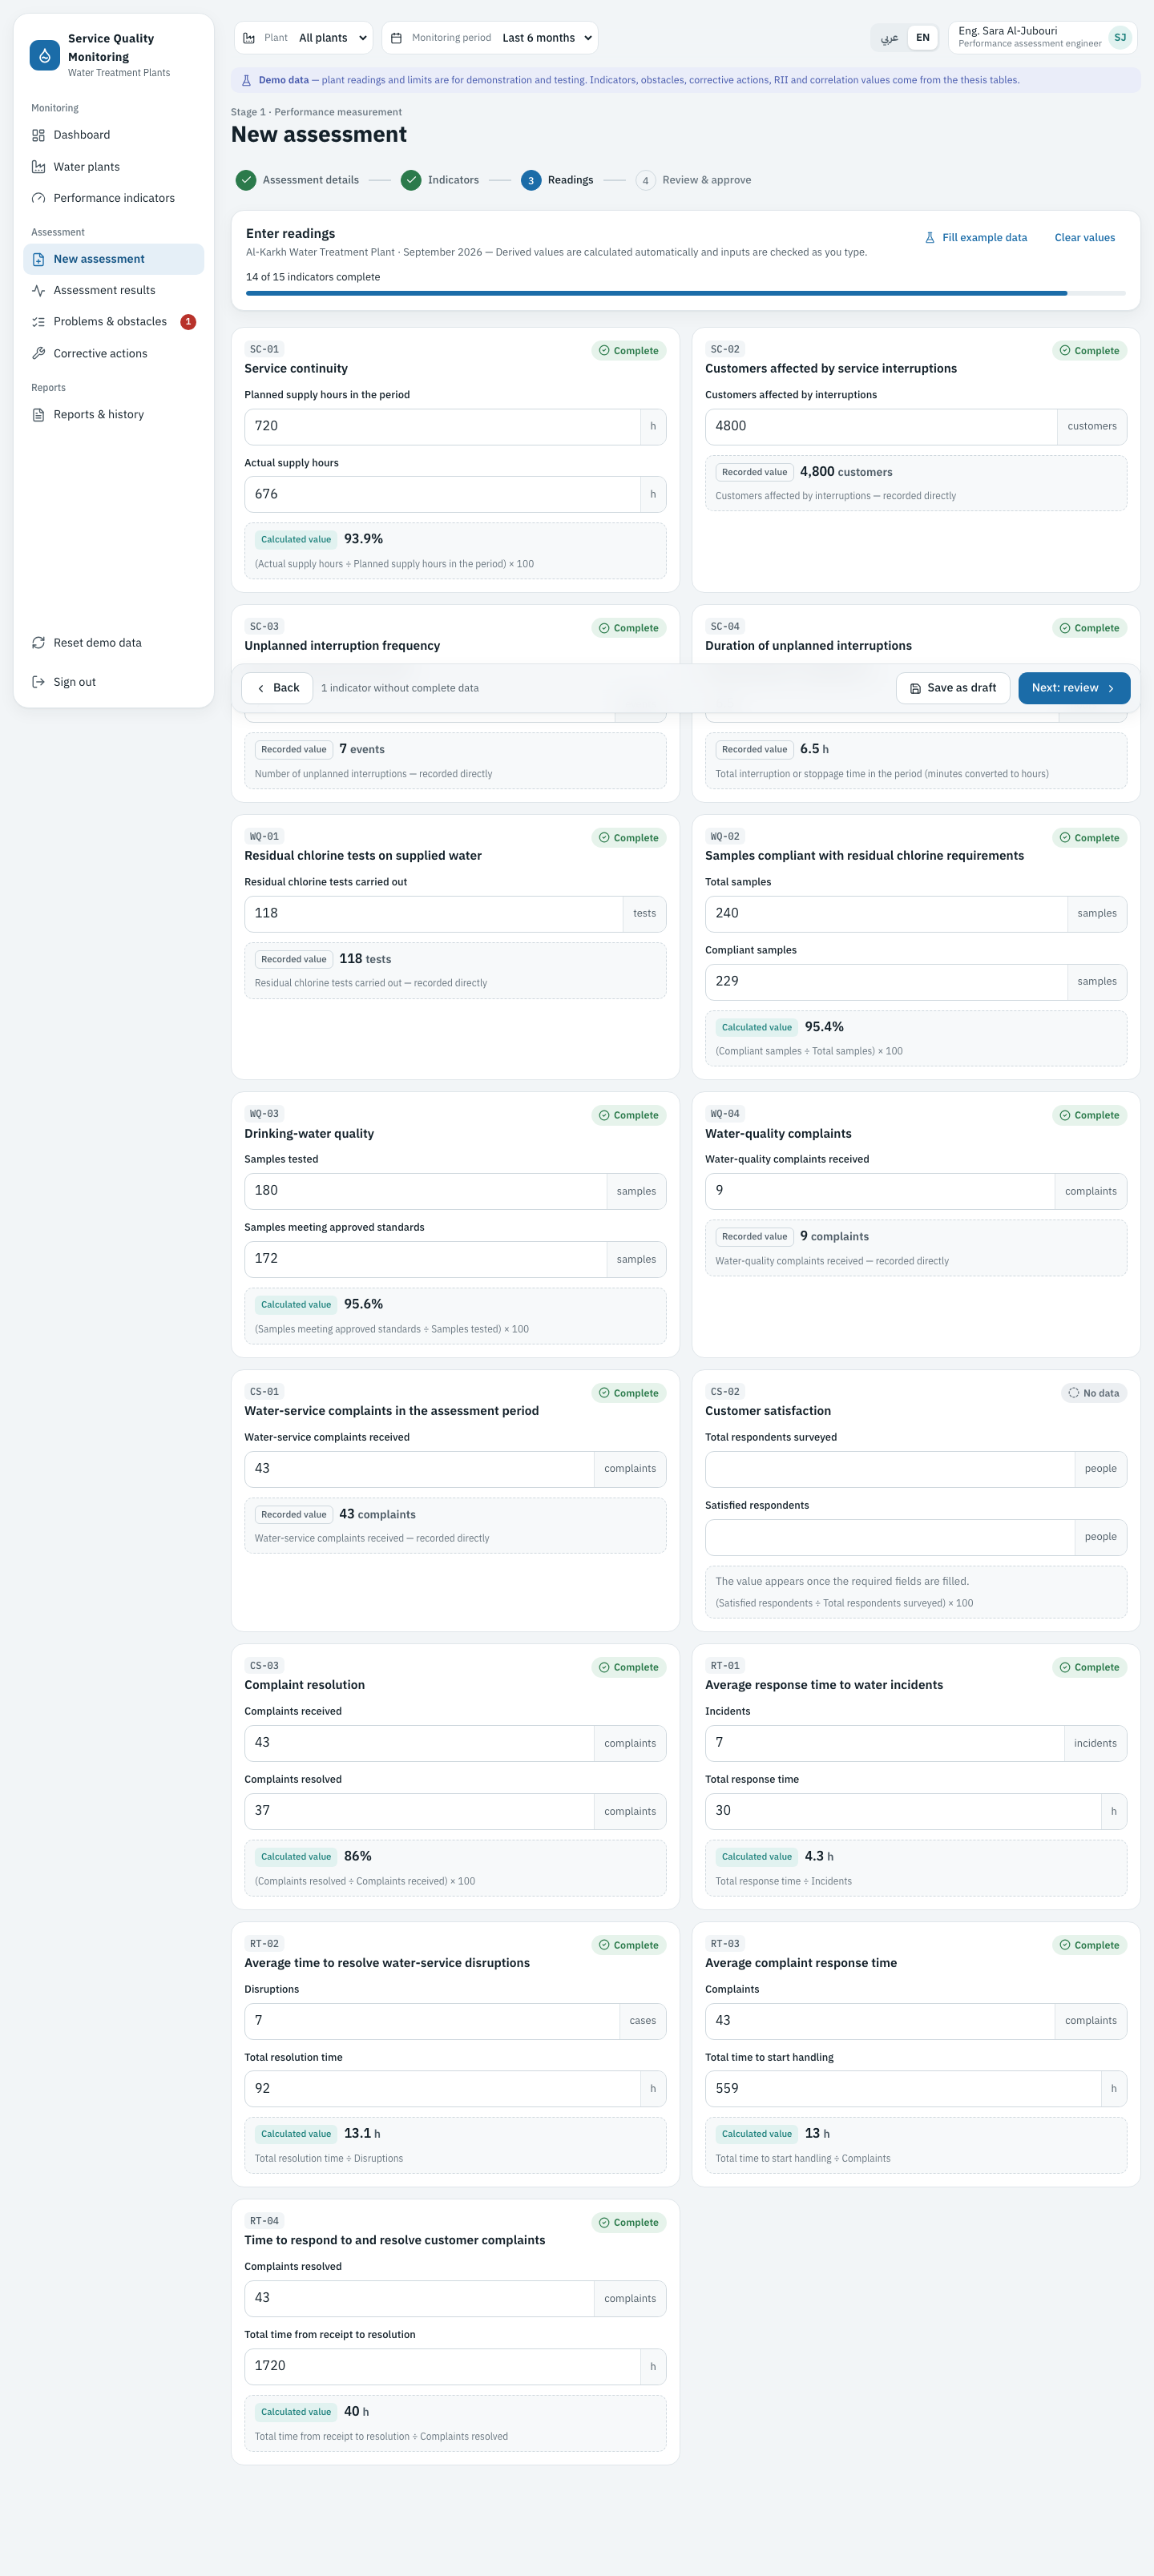 Service Quality
Monitoring
Water Treatment Plants
Monitoring
Dashboard
Water plants
Performance indicators
Assessment
New assessment
Assessment results
Problems & obstacles 1
Corrective actions
Reports
Reports & history
Reset demo data
Sign out
Plant All plants
Monitoring period Last 6 months
عربي EN
Eng. Sara Al-Jubouri
Performance assessment engineer
SJ
Demo data — plant readings and limits are for demonstration and testing. Indicators, obstacles, corrective actions, RII and correlation values come from the thesis tables.
Stage 1 · Performance measurement
New assessment
Assessment details
Indicators
3 Readings
4 Review & approve
Enter readings
Al-Karkh Water Treatment Plant · September 2026 — Derived values are calculated automatically and inputs are checked as you type.
Fill example data
Clear values
14 of 15 indicators complete
SC-01
Complete
Service continuity
Planned supply hours in the period
720 h
Actual supply hours
676 h
Calculated value 93.9%
(Actual supply hours ÷ Planned supply hours in the period) × 100
SC-02
Complete
Customers affected by service interruptions
Customers affected by interruptions
4800 customers
Recorded value 4,800 customers
Customers affected by interruptions — recorded directly
SC-03
Complete
Unplanned interruption frequency
SC-04
Complete
Duration of unplanned interruptions
Back
1 indicator without complete data
Save as draft
Next: review
Recorded value 7 events
Number of unplanned interruptions — recorded directly
Recorded value 6.5 h
Total interruption or stoppage time in the period (minutes converted to hours)
WQ-01
Complete
Residual chlorine tests on supplied water
Residual chlorine tests carried out
118 tests
Recorded value 118 tests
Residual chlorine tests carried out — recorded directly
WQ-02
Complete
Samples compliant with residual chlorine requirements
Total samples
240 samples
Compliant samples
229 samples
Calculated value 95.4%
(Compliant samples ÷ Total samples) × 100
WQ-03
Complete
Drinking-water quality
Samples tested
180 samples
Samples meeting approved standards
172 samples
Calculated value 95.6%
(Samples meeting approved standards ÷ Samples tested) × 100
WQ-04
Complete
Water-quality complaints
Water-quality complaints received
9 complaints
Recorded value 9 complaints
Water-quality complaints received — recorded directly
CS-01
Complete
Water-service complaints in the assessment period
Water-service complaints received
43 complaints
Recorded value 43 complaints
Water-service complaints received — recorded directly
CS-02
No data
Customer satisfaction
Total respondents surveyed
people
Satisfied respondents
people
The value appears once the required fields are filled.
(Satisfied respondents ÷ Total respondents surveyed) × 100
CS-03
Complete
Complaint resolution
Complaints received
43 complaints
Complaints resolved
37 complaints
Calculated value 86%
(Complaints resolved ÷ Complaints received) × 100
RT-01
Complete
Average response time to water incidents
Incidents
7 incidents
Total response time
30 h
Calculated value 4.3 h
Total response time ÷ Incidents
RT-02
Complete
Average time to resolve water-service disruptions
Disruptions
7 cases
Total resolution time
92 h
Calculated value 13.1 h
Total resolution time ÷ Disruptions
RT-03
Complete
Average complaint response time
Complaints
43 complaints
Total time to start handling
559 h
Calculated value 13 h
Total time to start handling ÷ Complaints
RT-04
Complete
Time to respond to and resolve customer complaints
Complaints resolved
43 complaints
Total time from receipt to resolution
1720 h
Calculated value 40 h
Total time from receipt to resolution ÷ Complaints resolved